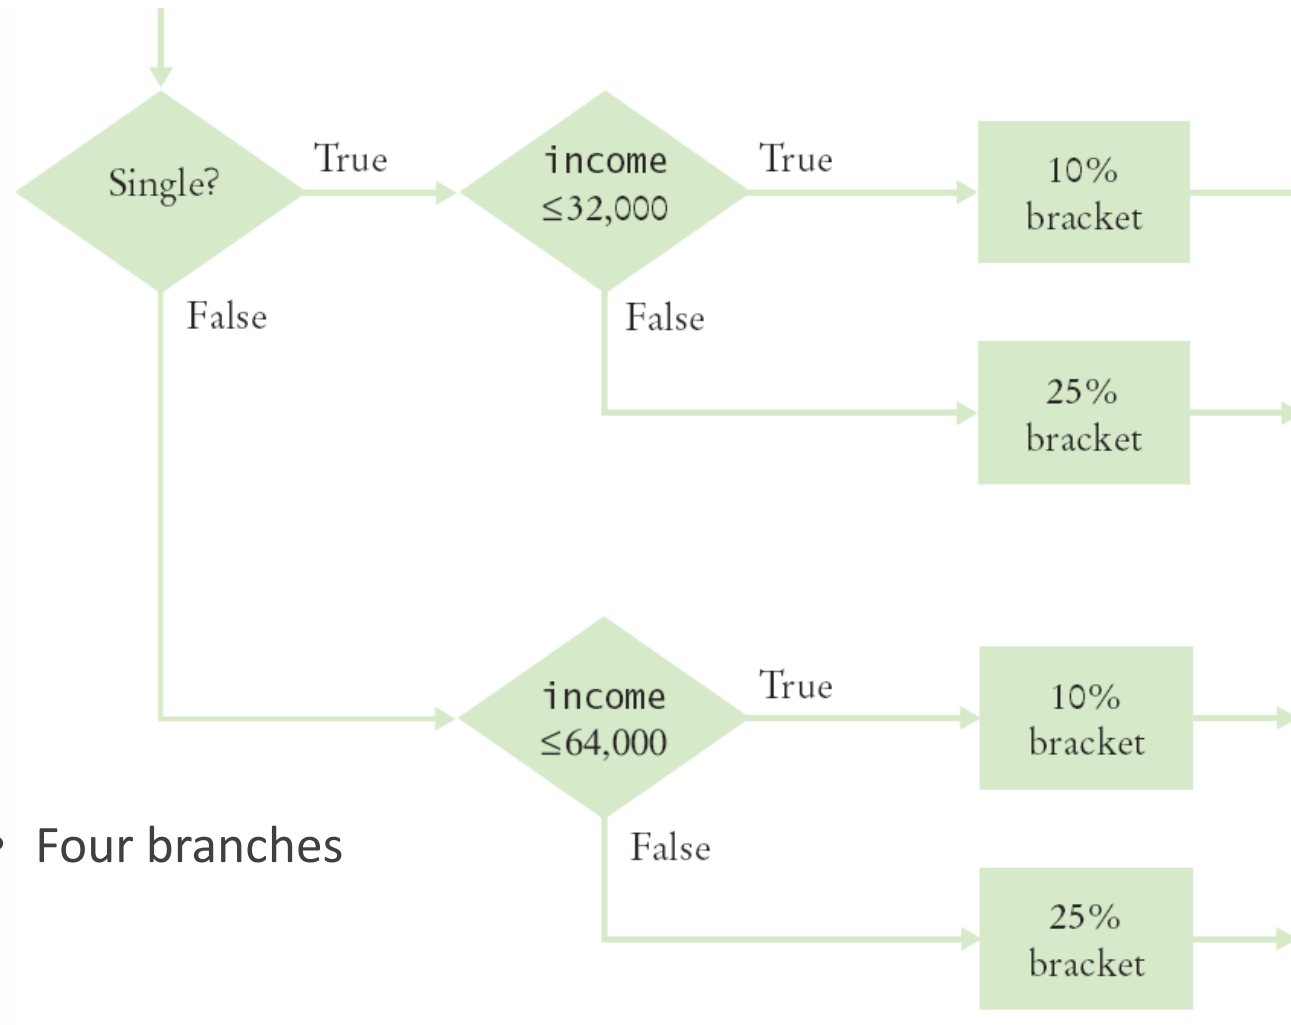 Single?
True
income
≤32,000
True
10%
bracket
False
False
25%
bracket
income
≤64,000
True
10%
bracket
• Four branches
False
25%
bracket